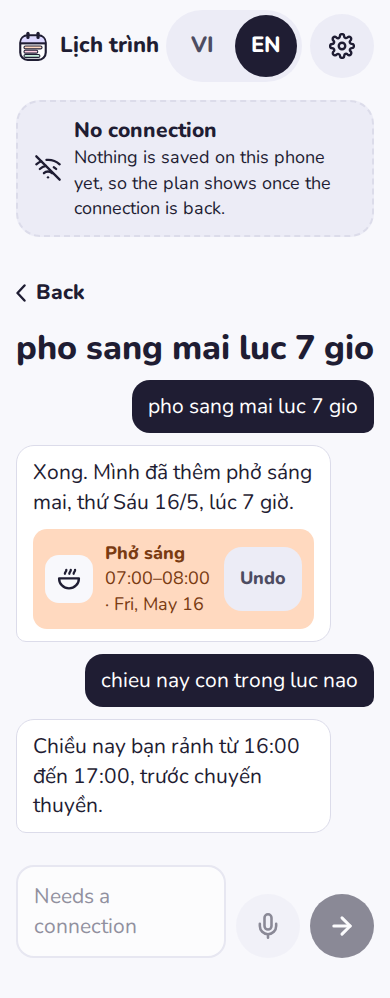 Lịch trình
VI
EN
No connection
Nothing is saved on this phone
yet, so the plan shows once the
connection is back.
Back
pho sang mai luc 7 gio
pho sang mai luc 7 gio
Xong. Mình đã thêm phở sáng
mai, thứ Sáu 16/5, lúc 7 giờ.
Phở sáng
07:00–08:00
· Fri, May 16
Undo
chieu nay con trong luc nao
Chiều nay bạn rảnh từ 16:00
đến 17:00, trước chuyến
thuyền.
Needs a
connection